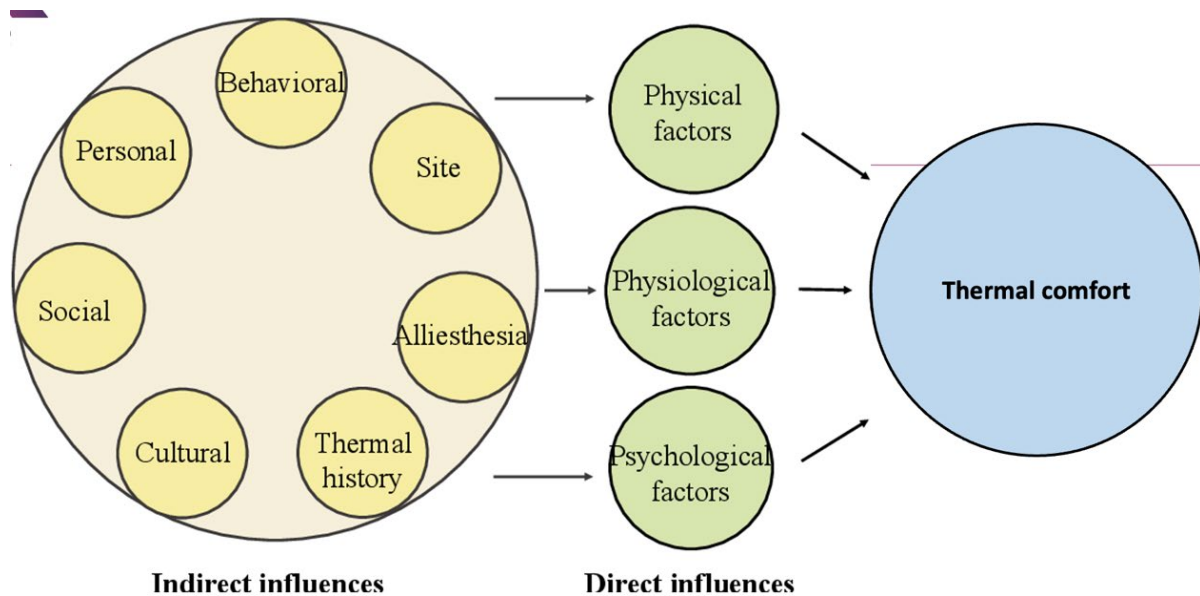 Behavioral
Personal
Site
Social
Alliesthesia
Cultural
Thermal
history
Indirect influences
Physical
factors
Physiological
factors
Psychological
factors
Direct influences
Thermal comfort